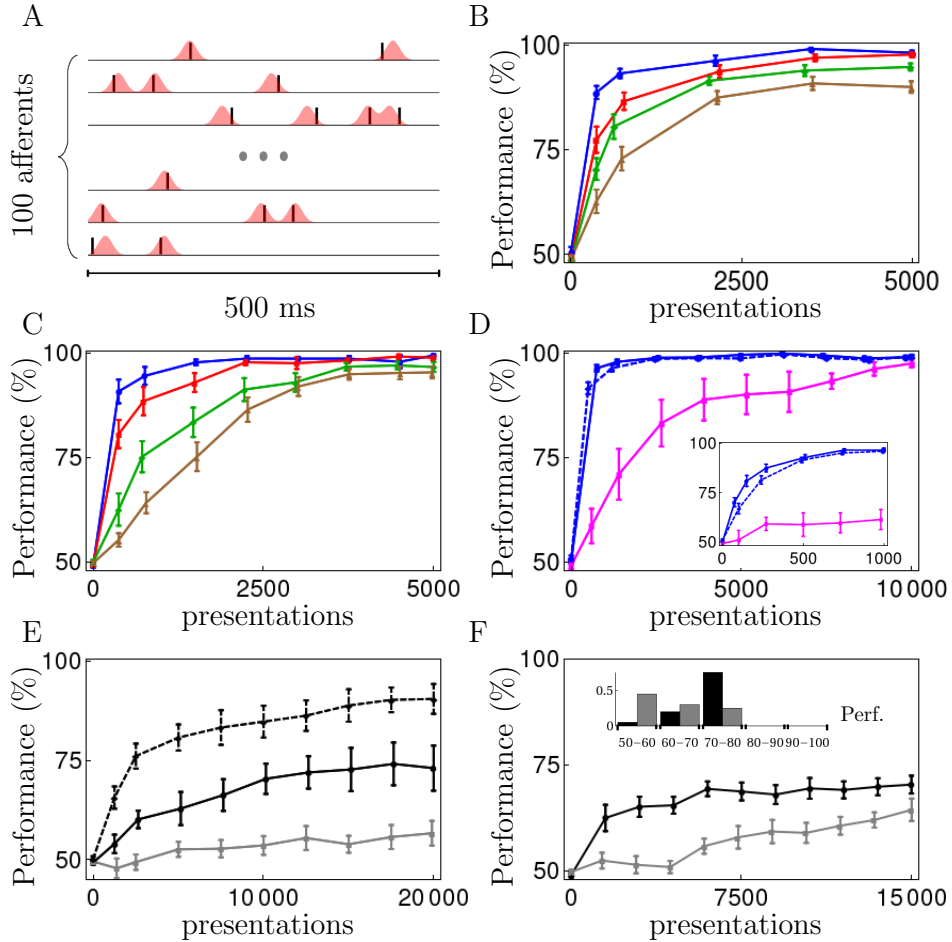 A
100 afferents
500 ms
B
Performance (%)
100
75
50
0
2500
5000
presentations
C
Performance (%)
100
75
50
0
2500
5000
presentations
D
Performance (%)
100
75
50
0
5000
10 000
presentations
100
75
50
0
500
1000
E
Performance (%)
100
75
50
0
10 000
20 000
presentations
F
Performance (%)
100
75
50
0
7500
15 000
presentations
0.5
50-60 60-70 70-80 80-90 90-100
Perf.